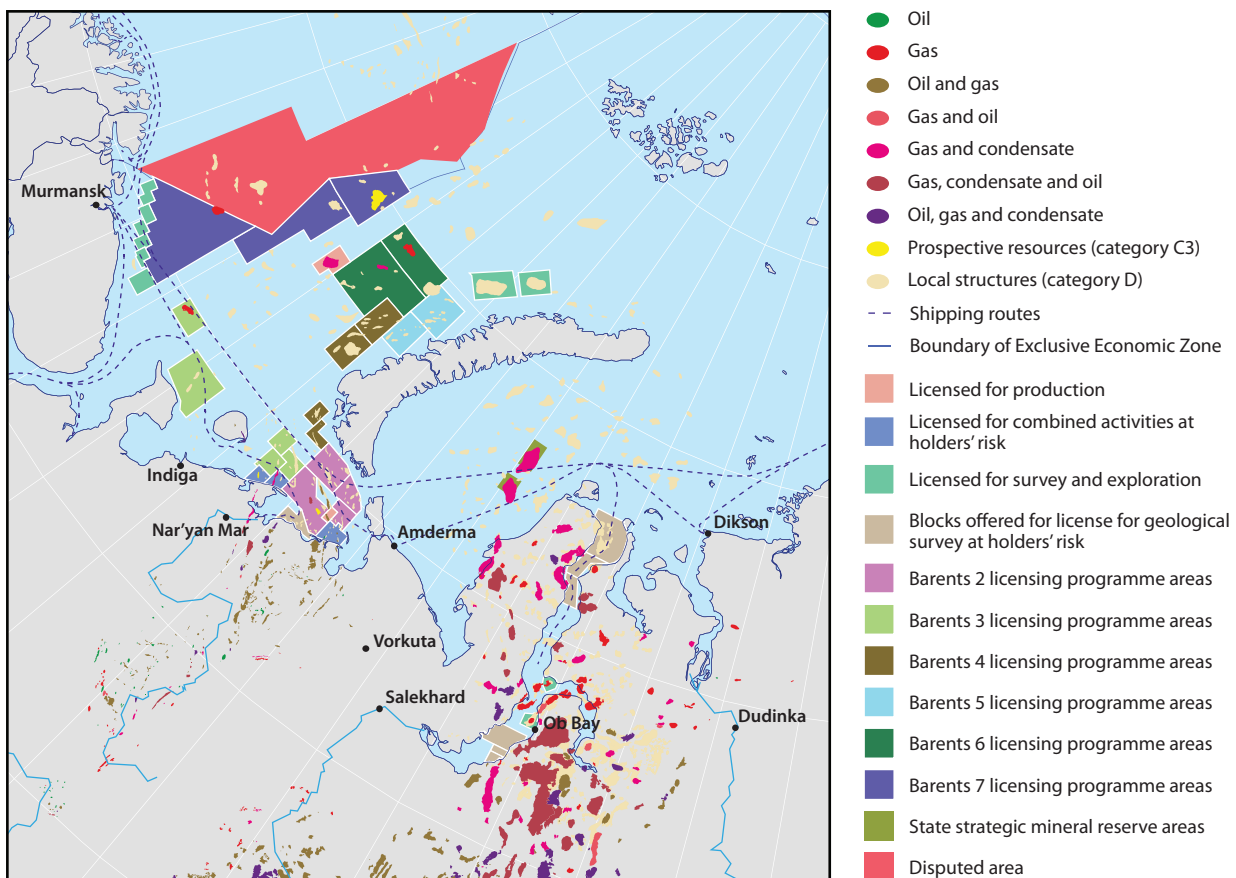 Murmansk
Indiga
Nar'yan Mar
Amderma
Dikson
Vorkuta
Salekhard
Ob Bay
Dudinka
Oil
Gas
Oil and gas
Gas and oil
Gas and condensate
Gas, condensate and oil
Oil, gas and condensate
Prospective resources (category C3)
Local structures (category D)
Shipping routes
Boundary of Exclusive Economic Zone
Licensed for production
Licensed for combined activities at
holders' risk
Licensed for survey and exploration
Blocks offered for license for geological
survey at holders' risk
Barents 2 licensing programme areas
Barents 3 licensing programme areas
Barents 4 licensing programme areas
Barents 5 licensing programme areas
Barents 6 licensing programme areas
Barents 7 licensing programme areas
State strategic mineral reserve areas
Disputed area